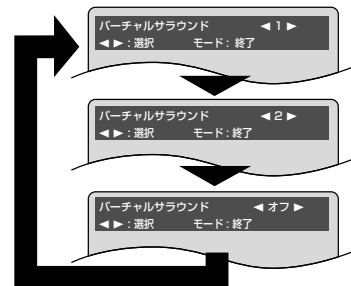 バーチャルサラウンド ◀ 1 ▶
◀ ▶ : 選択 モード : 終了
バーチャルサラウンド ◀ 2 ▶
◀ ▶ : 選択 モード : 終了
バーチャルサラウンド ◀ オフ ▶
◀ ▶ : 選択 モード : 終了